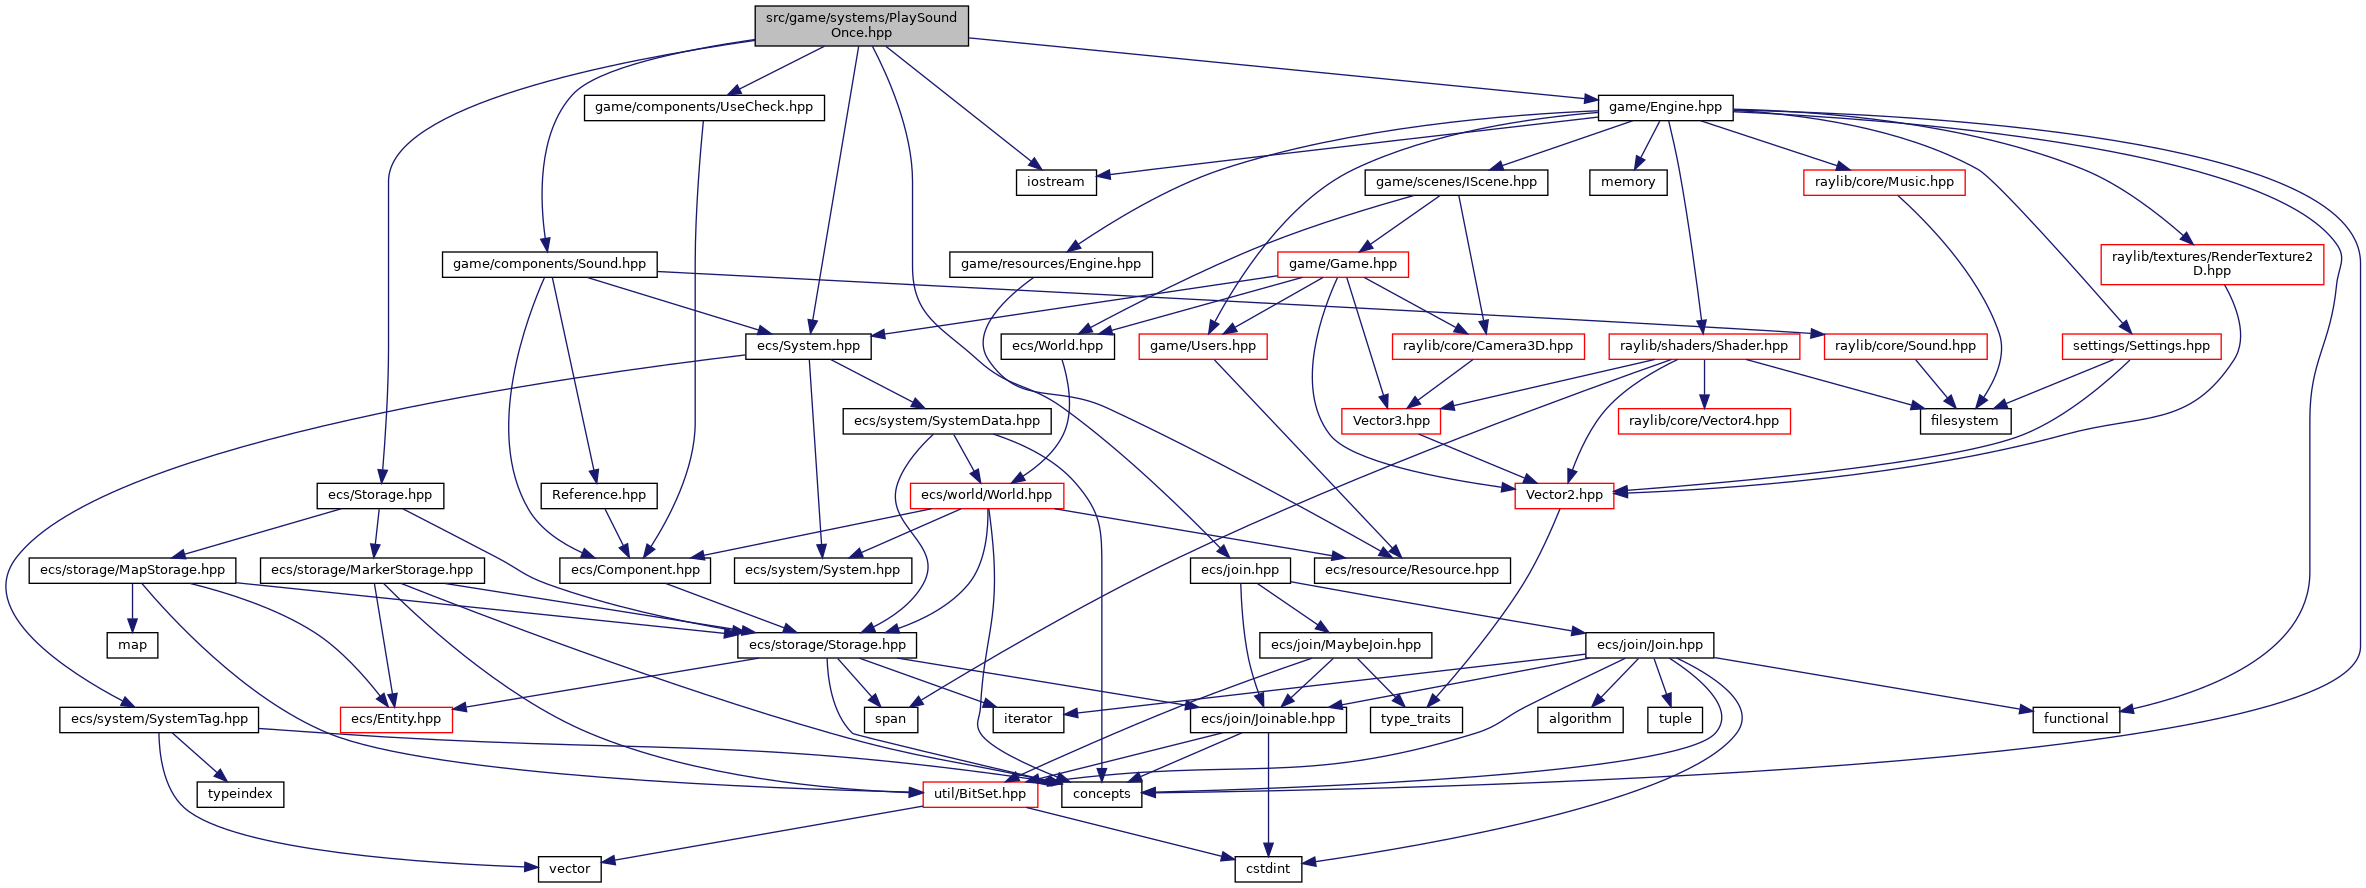 src/game/systems/PlaySound
Once.hpp
game/components/UseCheck.hpp
game/Engine.hpp
iostream
game/scenes/IScene.hpp
memory
raylib/core/Music.hpp
game/components/Sound.hpp
game/resources/Engine.hpp
game/Game.hpp
raylib/textures/RenderTexture2
D.hpp
ecs/System.hpp
ecs/World.hpp
game/Users.hpp
raylib/core/Camera3D.hpp
raylib/shaders/Shader.hpp
raylib/core/Sound.hpp
settings/Settings.hpp
ecs/system/SystemData.hpp
Vector3.hpp
raylib/core/Vector4.hpp
filesystem
ecs/Storage.hpp
Reference.hpp
ecs/world/World.hpp
Vector2.hpp
ecs/storage/MapStorage.hpp
ecs/storage/MarkerStorage.hpp
ecs/Component.hpp
ecs/system/System.hpp
ecs/join.hpp
ecs/resource/Resource.hpp
map
ecs/storage/Storage.hpp
ecs/join/MaybeJoin.hpp
ecs/join/Join.hpp
ecs/system/SystemTag.hpp
ecs/Entity.hpp
span
iterator
ecs/join/Joinable.hpp
type_traits
algorithm
tuple
functional
typeindex
util/BitSet.hpp
concepts
vector
cstdint